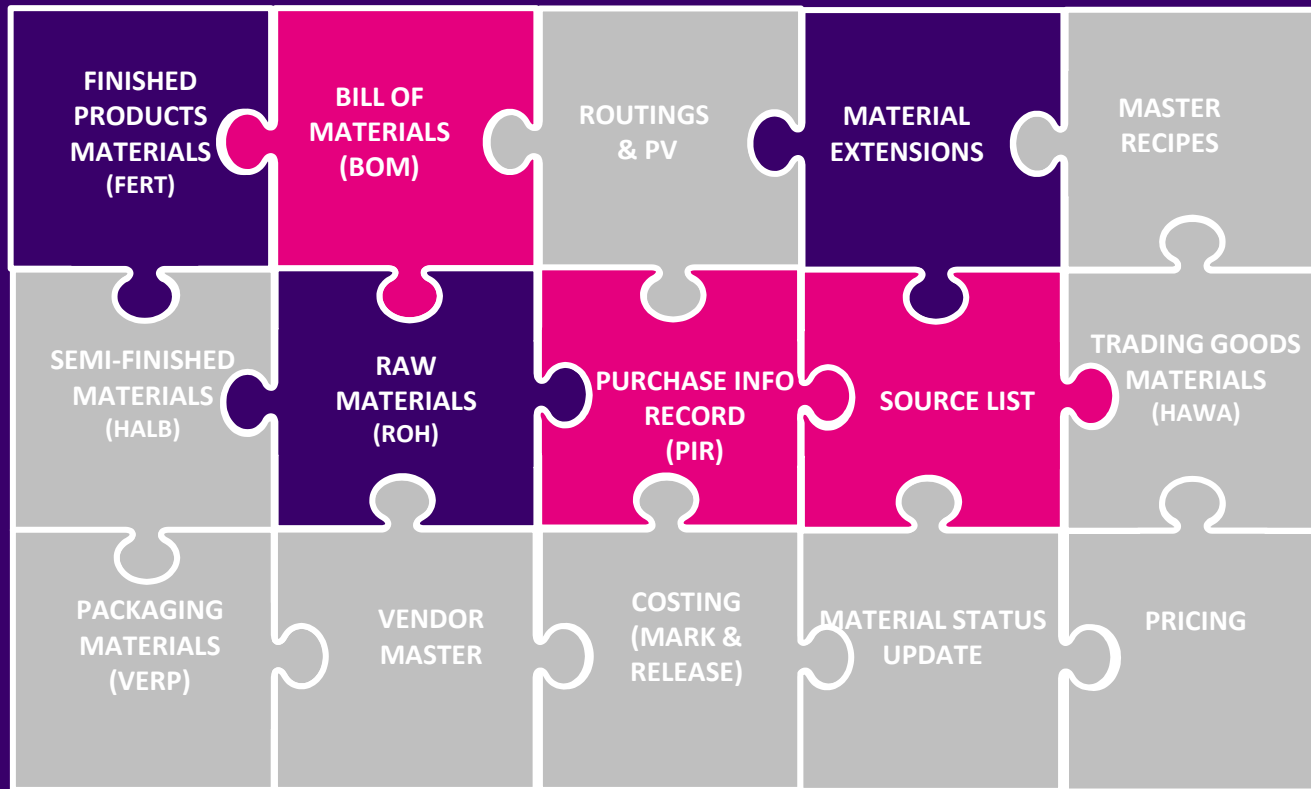 FINISHED
PRODUCTS
MATERIALS
(FERT)
BILL OF
MATERIALS
(BOM)
ROUTINGS
& PV
MATERIAL
EXTENSIONS
MASTER
RECIPES
SEMI-FINISHED
MATERIALS
(HALB)
RAW
MATERIALS
(ROH)
PURCHASE INFO
RECORD
(PIR)
SOURCE LIST
TRADING GOODS
MATERIALS
(HAWA)
PACKAGING
MATERIALS
(VERP)
VENDOR
MASTER
COSTING
(MARK &
RELEASE)
MATERIAL STATUS
UPDATE
PRICING